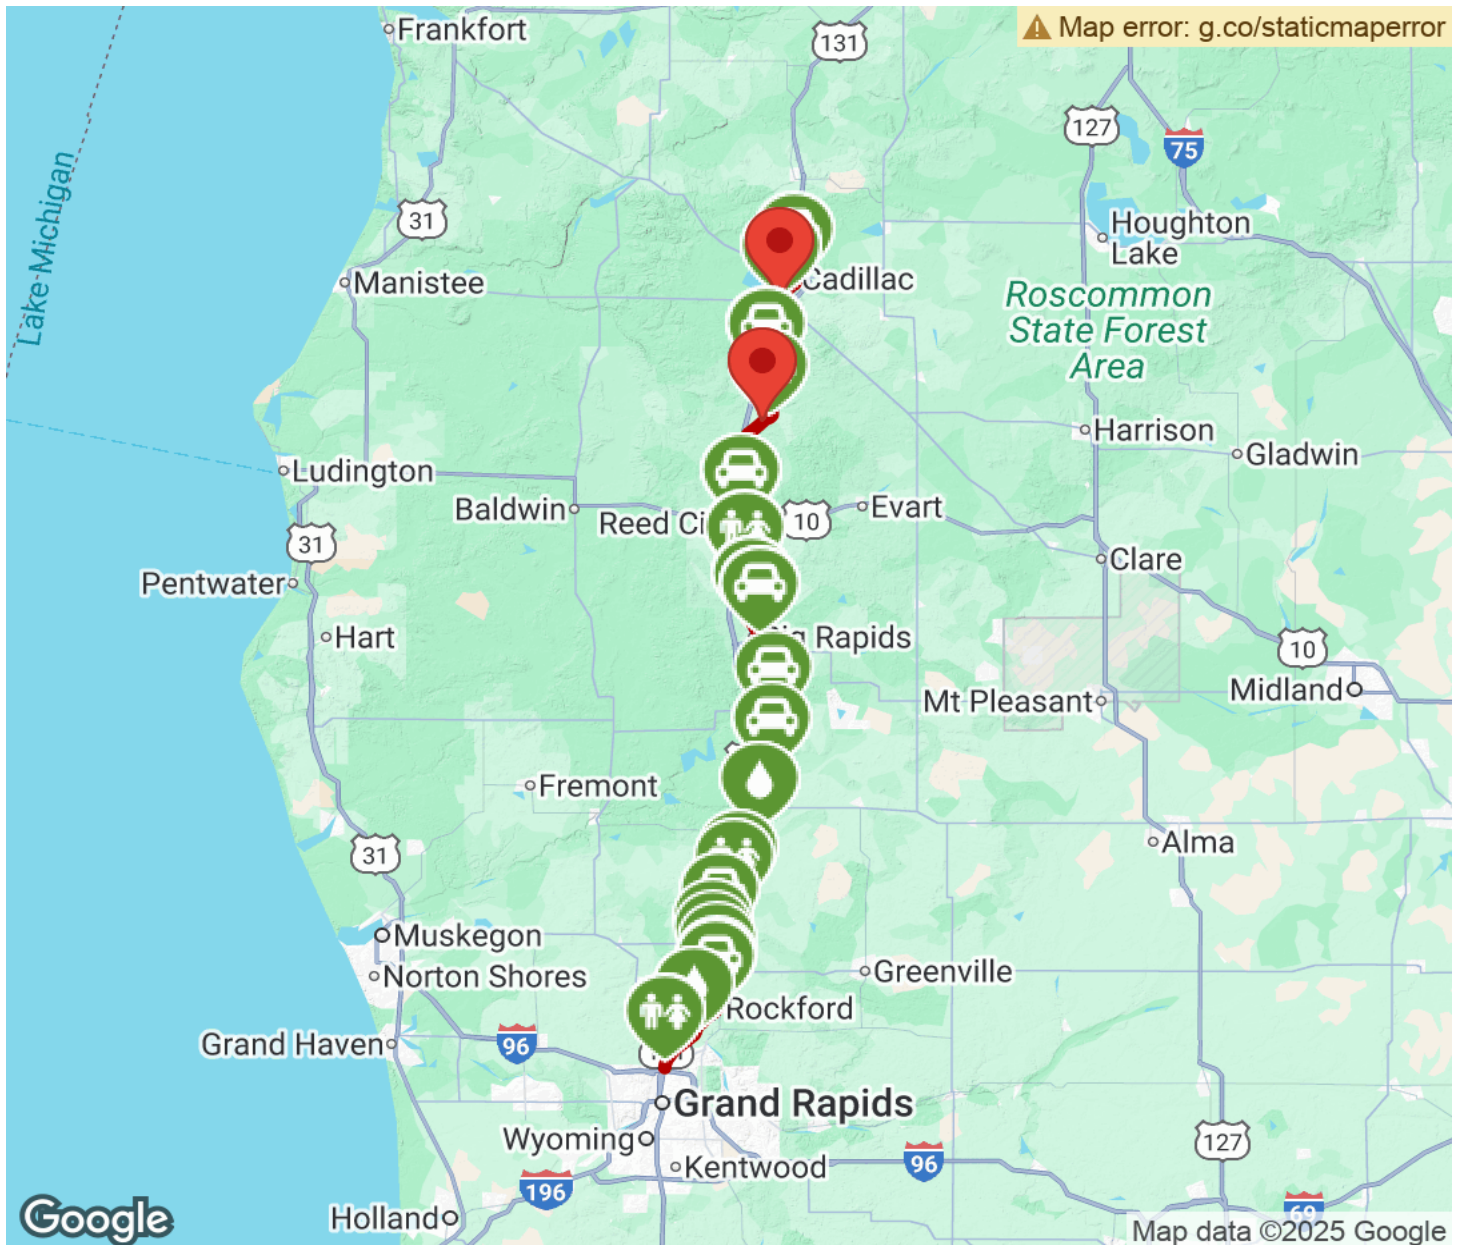 Frankfort
131
Map error: g.co/staticmaperror
127
75
31
Houghton
Lake
Lake Michigan
Manistee
Cadillac
Roscommon
State Forest
Area
Harrison
Gladwin
Ludington
Baldwin
Evart
Reed Ci
10
31
Clare
Pentwater
Hart
Rapids
10
Midland
Mt Pleasant
Fremont
31
Alma
Muskegon
Norton Shores
Greenville
Rockford
Grand Haven
96
Grand Rapids
Wyoming
127
Kentwood
96
196
69
Holland
Google
Map data ©2025 Google